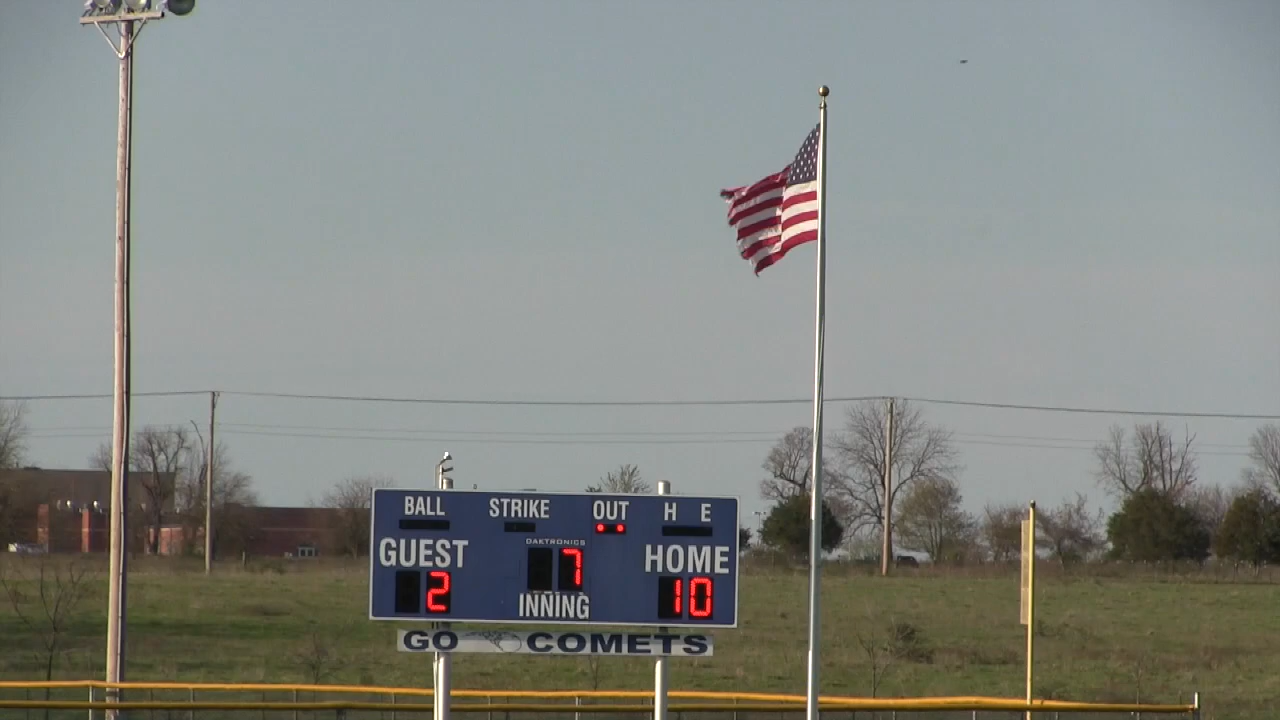 BALL STRIKE OUT H E
DAKTRONICS
GUEST 7 HOME
2 INNING 10
GO COMETS